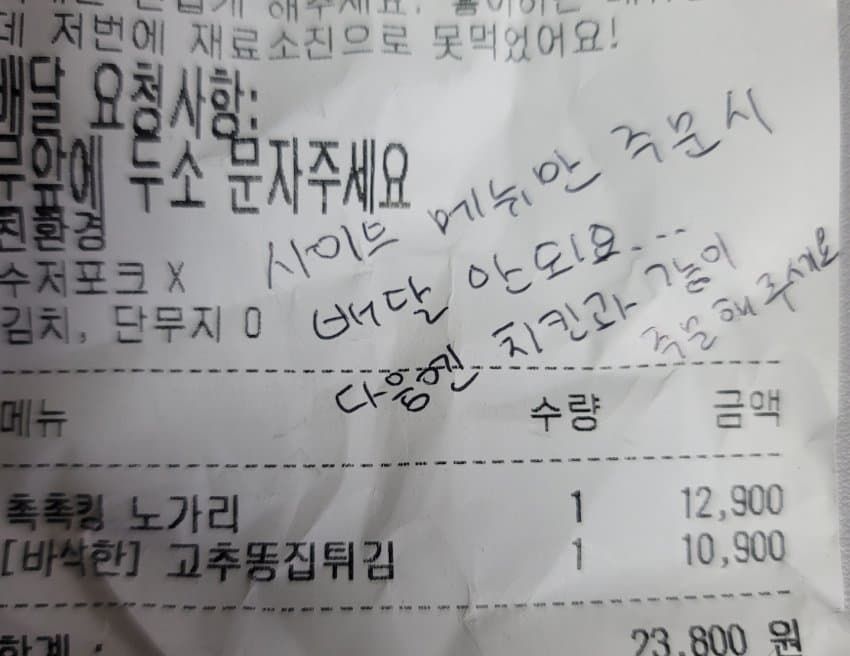 데 저번에 재료소진으로 못먹었어요!
배달 요청사항:
문앞에 두소 문자주세요
친환경
수저포크 X
김치, 단무지 O
사이드 메뉴만 주문시
배달 안되요...
다음엔 치킨과 같이
주문해주세요
메뉴 수량 금액
촉촉킹 노가리 1 12,900
[바삭한] 고추똥집튀김 1 10,900
합계 : 23,800 원